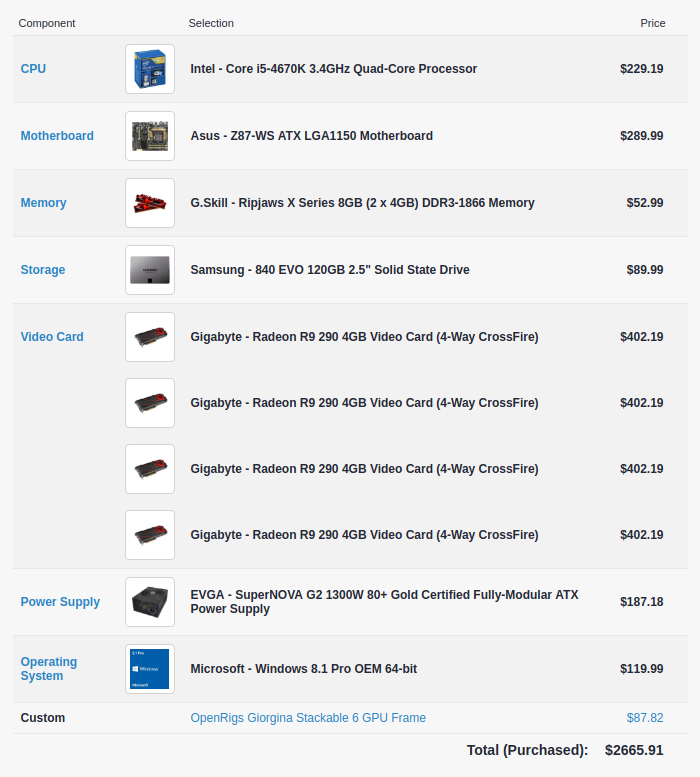 Component Selection Price
CPU Intel - Core i5-4670K 3.4GHz Quad-Core Processor $229.19
Motherboard Asus - Z87-WS ATX LGA1150 Motherboard $289.99
Memory G.Skill - Ripjaws X Series 8GB (2 x 4GB) DDR3-1866 Memory $52.99
Storage Samsung - 840 EVO 120GB 2.5" Solid State Drive $89.99
Video Card Gigabyte - Radeon R9 290 4GB Video Card (4-Way CrossFire) $402.19
Gigabyte - Radeon R9 290 4GB Video Card (4-Way CrossFire) $402.19
Gigabyte - Radeon R9 290 4GB Video Card (4-Way CrossFire) $402.19
Gigabyte - Radeon R9 290 4GB Video Card (4-Way CrossFire) $402.19
Power Supply EVGA - SuperNOVA G2 1300W 80+ Gold Certified Fully-Modular ATX
Power Supply $187.18
Operating
System
8.1 Pro
Windows
Microsoft
Microsoft - Windows 8.1 Pro OEM 64-bit $119.99
Custom OpenRigs Giorgina Stackable 6 GPU Frame $87.82
Total (Purchased): $2665.91